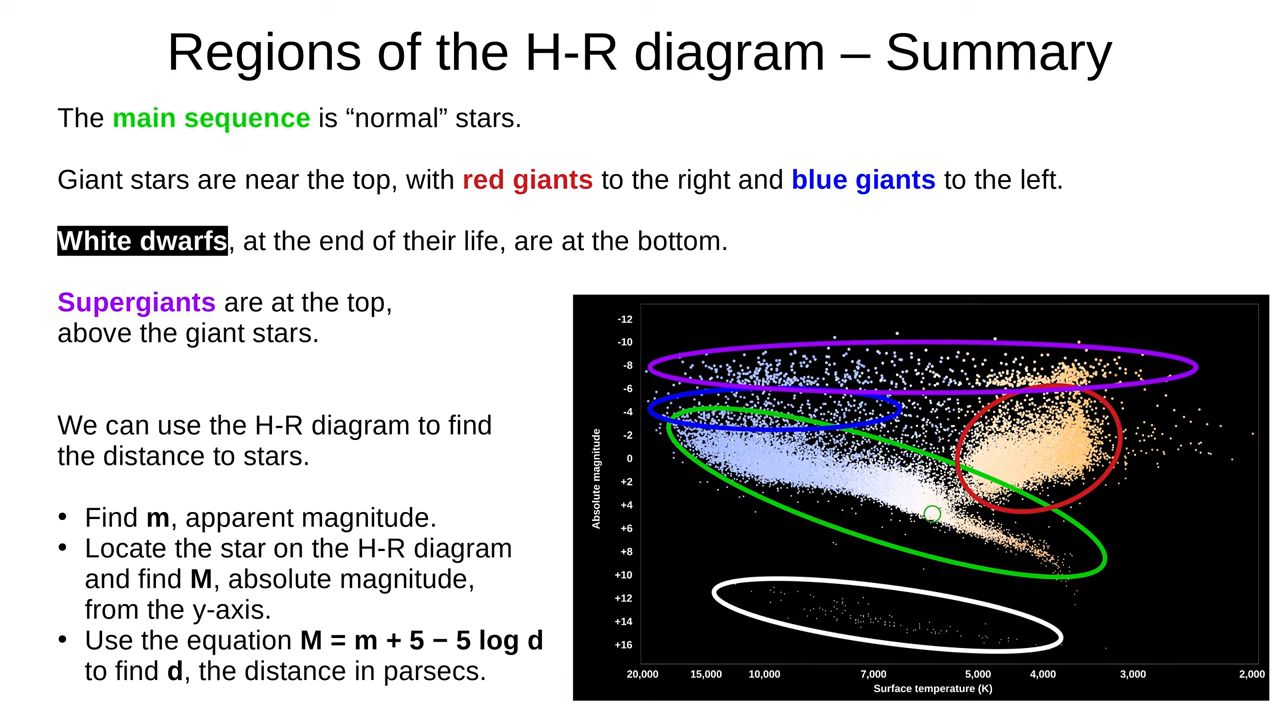 Regions of the H-R diagram – Summary
The main sequence is “normal” stars.
Giant stars are near the top, with red giants to the right and blue giants to the left.
White dwarfs, at the end of their life, are at the bottom.
Supergiants are at the top,
above the giant stars.
We can use the H-R diagram to find
the distance to stars.
• Find m, apparent magnitude.
• Locate the star on the H-R diagram
and find M, absolute magnitude,
from the y-axis.
• Use the equation M = m + 5 − 5 log d
to find d, the distance in parsecs.
Absolute magnitude
-12
-10
-8
-6
-4
-2
0
+2
+4
+6
+8
+10
+12
+14
+16
20,000 15,000 10,000 7,000 5,000 4,000 3,000 2,000
Surface temperature (K)